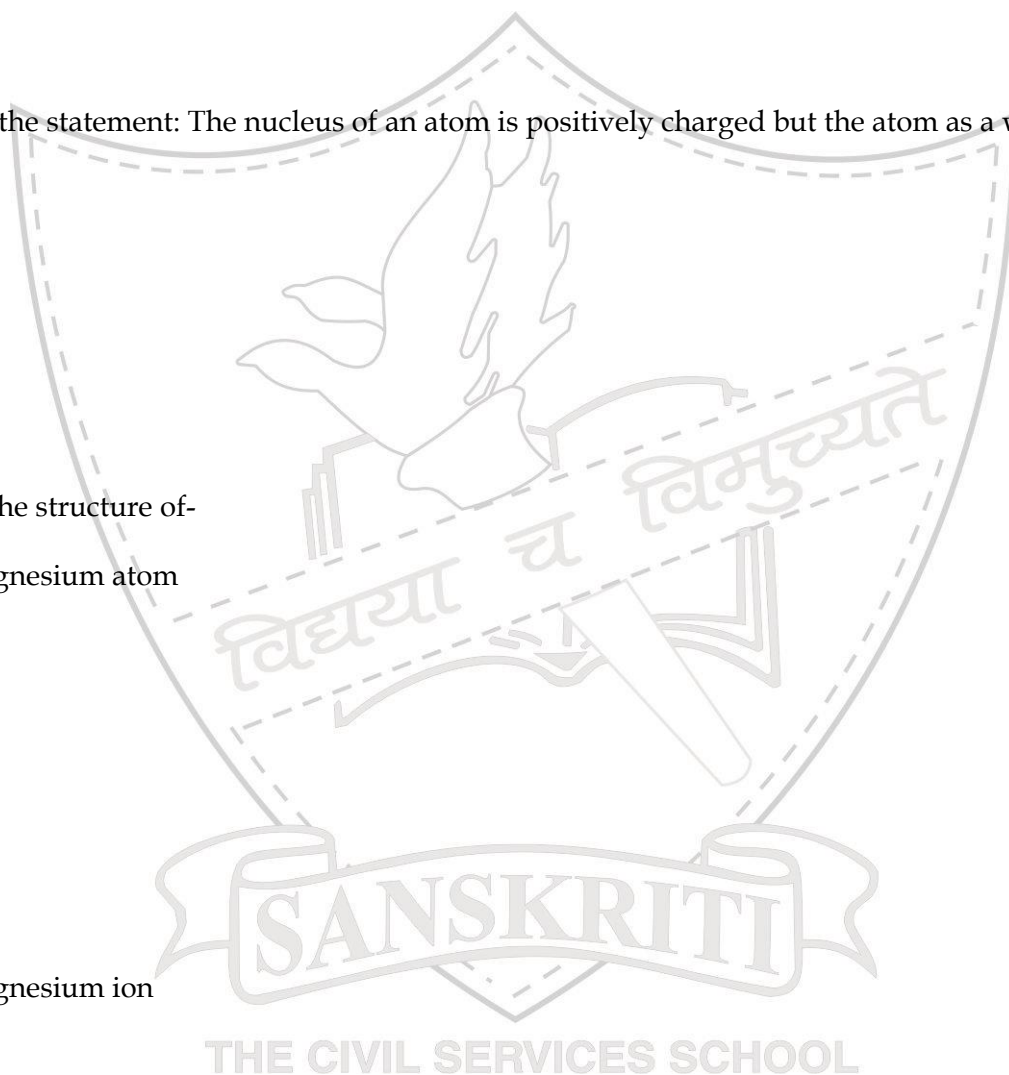 the statement: The nucleus of an atom is positively charged but the atom as a
he structure of-
gnesium atom
विद्यया च विमुच्यते
SANSKRITI
gnesium ion
THE CIVIL SERVICES SCHOOL